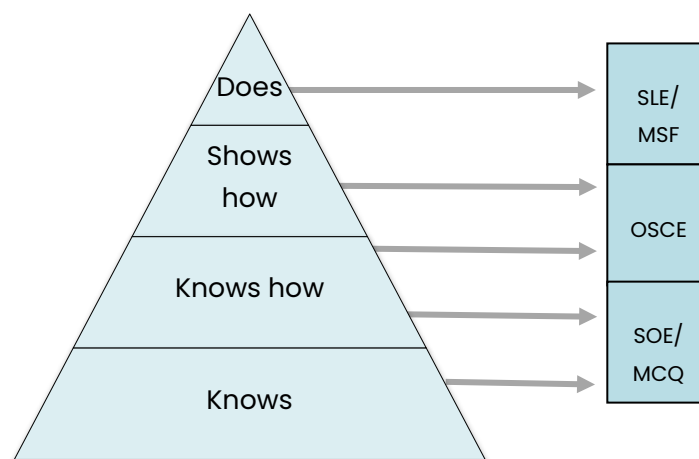 Does
Shows
how
Knows how
Knows
SLE/
MSF
OSCE
SOE/
MCQ